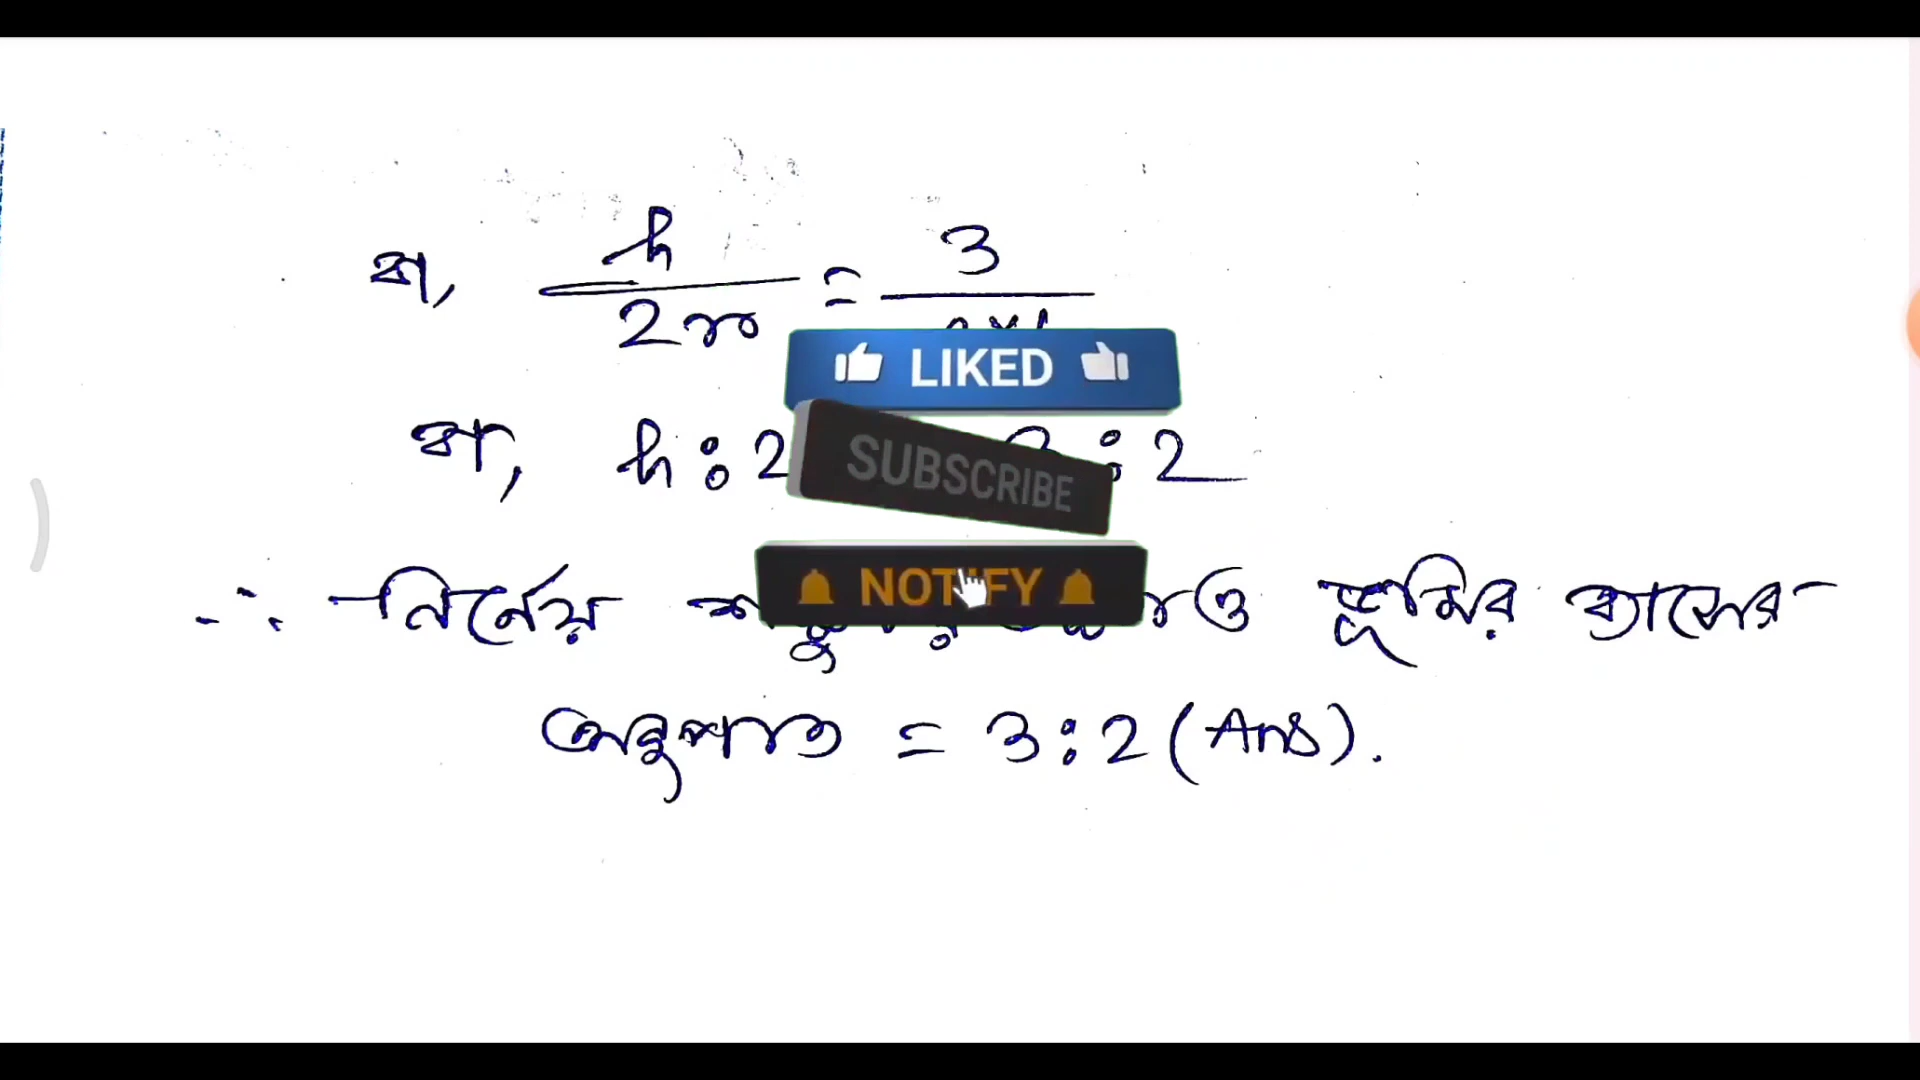 বা, h/2r = 3/
বা, h : 2 : 2
∴ নির্নেয় ও ভূমির ব্যাসের
অনুপাত = 3 : 2 (Ans).
LIKED
SUBSCRIBE
NOTIFY